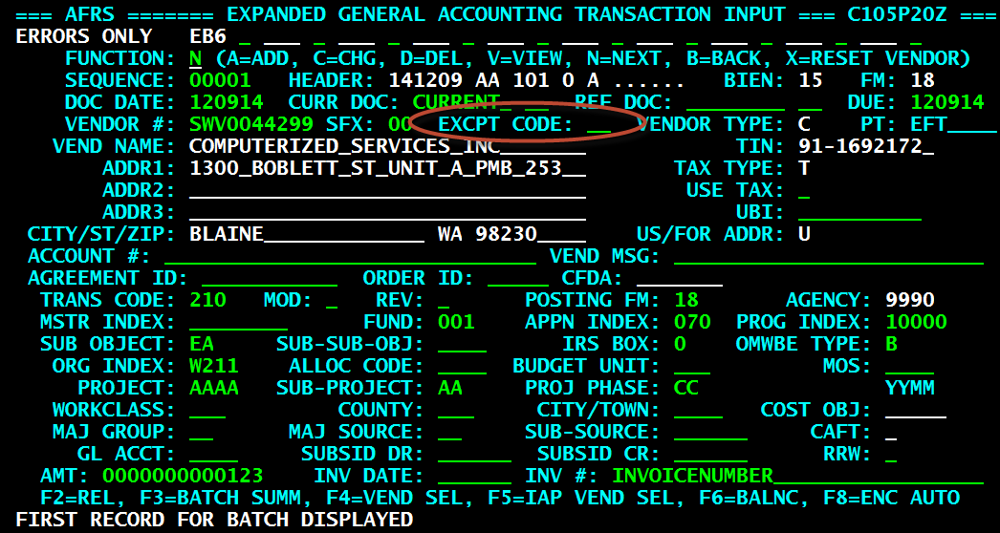 === AFRS ======= EXPANDED GENERAL ACCOUNTING TRANSACTION INPUT === C105P20Z ===
ERRORS ONLY   EB6 _ ___ _ ___ _ ___ _ ___ _ ___ _ ___ _ ___ _ ___ _ ___ _
FUNCTION: N (A=ADD, C=CHG, D=DEL, V=VIEW, N=NEXT, B=BACK, X=RESET VENDOR)
SEQUENCE: 00001   HEADER: 141209 AA 101 0 A ......   BIEN: 15   FM: 18
DOC DATE: 120914  CURR DOC: CURRENT_ __  REF DOC: ________ __  DUE: 120914
VENDOR #: SWV0044299 SFX: 00  EXCPT CODE: __  VENDOR TYPE: C    PT: EFT____
VEND NAME: COMPUTERIZED_SERVICES_INC_______            TIN: 91-1692172_
ADDR1: 1300_BOBLETT_ST_UNIT_A_PMB_253__       TAX TYPE: T
ADDR2: ________________________________        USE TAX: _
ADDR3: ________________________________            UBI: __________
CITY/ST/ZIP: BLAINE_____________ WA 98230____    US/FOR ADDR: U
ACCOUNT #: ______________________________ VEND MSG: _________________________
AGREEMENT ID: ___________  ORDER ID: _____ CFDA: _______
TRANS CODE: 210   MOD: _   REV: _      POSTING FM: 18       AGENCY: 9990
MSTR INDEX: ________      FUND: 001    APPN INDEX: 070  PROG INDEX: 10000
SUB OBJECT: EA     SUB-SUB-OBJ: ____      IRS BOX: 0    OMWBE TYPE: B
ORG INDEX: W211    ALLOC CODE: ____  BUDGET UNIT: ___         MOS: ____
PROJECT: AAAA   SUB-PROJECT: AA     PROJ PHASE: CC           YYMM
WORKCLASS: ___         COUNTY: ___     CITY/TOWN: ____   COST OBJ: _____
MAJ GROUP: __      MAJ SOURCE: __     SUB-SOURCE: ______     CAFT: _
GL ACCT: ____     SUBSID DR: ______  SUBSID CR: ______      RRW: _
AMT: 0000000000123    INV DATE: ______ INV #: INVOICENUMBER_________________
F2=REL, F3=BATCH SUMM, F4=VEND SEL, F5=IAP VEND SEL, F6=BALNC, F8=ENC AUTO
FIRST RECORD FOR BATCH DISPLAYED